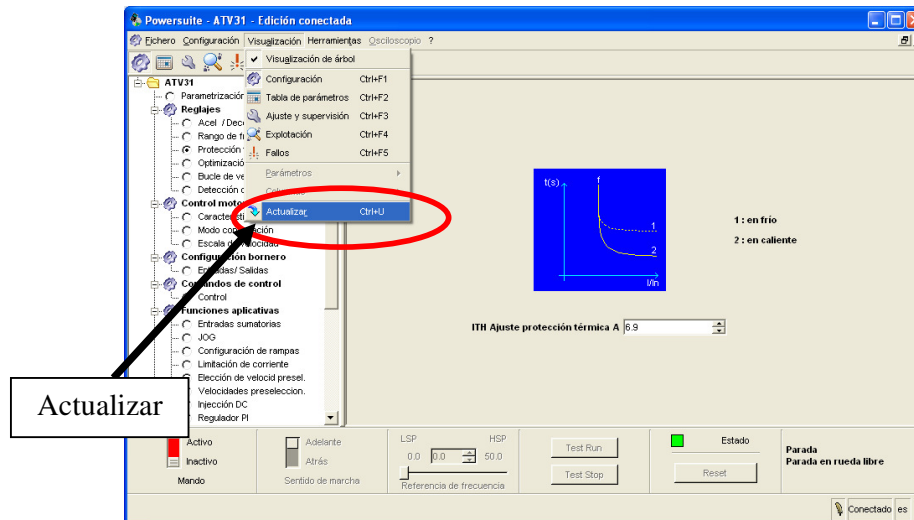 Powersuite - ATV31 - Edición conectada
Fichero Configuración Visualización Herramientas Osciloscopio ?
Visualización de árbol
Configuración Ctrl+F1
Tabla de parámetros Ctrl+F2
Ajuste y supervisión Ctrl+F3
Explotación Ctrl+F4
Fallos Ctrl+F5
Parámetros
Actualizar Ctrl+U
ATV31
Parametrización
Reglajes
Acel / Dec
Rango de f
Protección
Optimizació
Bucle de ve
Detección
Control moto
Caracterí
Modo con ación
Escala de velocidad
Configuración bornero
Entradas/ Salidas
Comandos de control
Control
Funciones aplicativas
Entradas sumatorias
JOG
Configuración de rampas
Limitación de corriente
Elección de velocid presel.
Velocidades preseleccion.
Injección DC
Regulador PI
t(s)
f
1
2
I/In
1 : en frío
2 : en caliente
ITH Ajuste protección térmica A 6.9
Actualizar
Activo
Inactivo
Mando
Adelante
Atrás
Sentido de marcha
LSP HSP
0.0 0.0 50.0
Referencia de frecuencia
Test Run
Test Stop
Estado
Reset
Parada
Parada en rueda libre
Conectado es